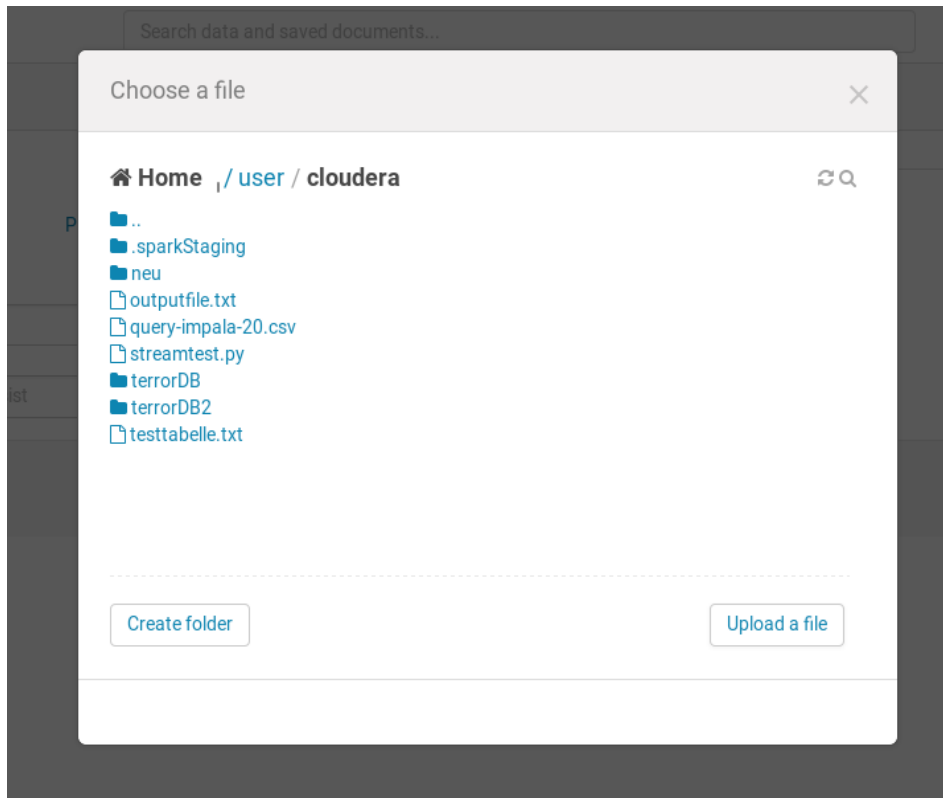 Search data and saved documents...
Choose a file
Home / user / cloudera
P
..
.sparkStaging
neu
outputfile.txt
query-impala-20.csv
streamtest.py
terrorDB
ist
terrorDB2
testtabelle.txt
Create folder
Upload a file